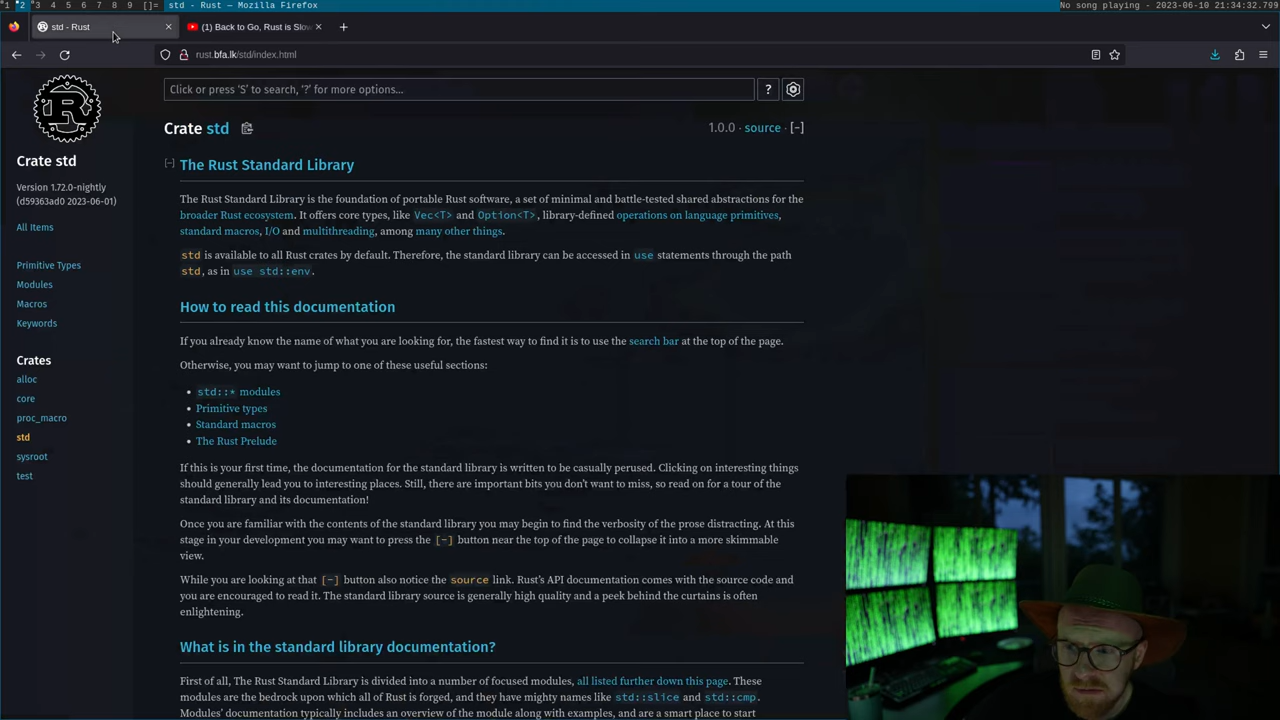 1 2 3 4 5 6 7 8 9 []= std - Rust — Mozilla Firefox
No song playing - 2023-06-10 21:34:32.799
std - Rust
(1) Back to Go, Rust is Slow
rust.bfa.lk/std/index.html
Click or press ‘S’ to search, ‘?’ for more options…
?
Crate std
1.0.0 · source · [-]
Crate std
Version 1.72.0-nightly
(d59363ad0 2023-06-01)
All Items
Primitive Types
Modules
Macros
Keywords
Crates
alloc
core
proc_macro
std
sysroot
test
[-] The Rust Standard Library
The Rust Standard Library is the foundation of portable Rust software, a set of minimal and battle-tested shared abstractions for the
broader Rust ecosystem. It offers core types, like Vec<T> and Option<T>, library-defined operations on language primitives,
standard macros, I/O and multithreading, among many other things.
std is available to all Rust crates by default. Therefore, the standard library can be accessed in use statements through the path
std, as in use std::env.
How to read this documentation
If you already know the name of what you are looking for, the fastest way to find it is to use the search bar at the top of the page.
Otherwise, you may want to jump to one of these useful sections:
• std::* modules
• Primitive types
• Standard macros
• The Rust Prelude
If this is your first time, the documentation for the standard library is written to be casually perused. Clicking on interesting things
should generally lead you to interesting places. Still, there are important bits you don’t want to miss, so read on for a tour of the
standard library and its documentation!
Once you are familiar with the contents of the standard library you may begin to find the verbosity of the prose distracting. At this
stage in your development you may want to press the [-] button near the top of the page to collapse it into a more skimmable
view.
While you are looking at that [-] button also notice the source link. Rust’s API documentation comes with the source code and
you are encouraged to read it. The standard library source is generally high quality and a peek behind the curtains is often
enlightening.
What is in the standard library documentation?
First of all, The Rust Standard Library is divided into a number of focused modules, all listed further down this page. These
modules are the bedrock upon which all of Rust is forged, and they have mighty names like std::slice and std::cmp.
Modules’ documentation typically includes an overview of the module along with examples, and are a smart place to start